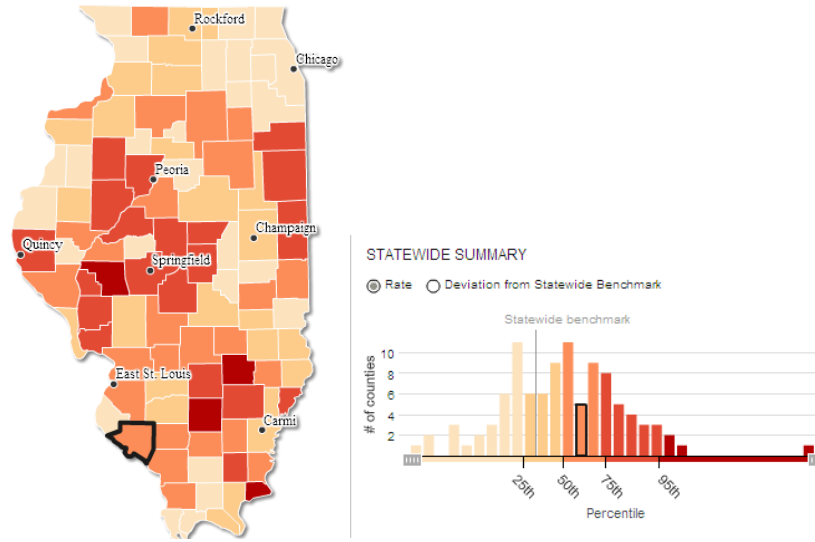 Rockford
Chicago
Peoria
Champaign
Quincy
Springfield
East St. Louis
Carmi
STATEWIDE SUMMARY
Rate Deviation from Statewide Benchmark
Statewide benchmark
# of counties
10
8
6
4
2
25th 50th 75th 95th
Percentile